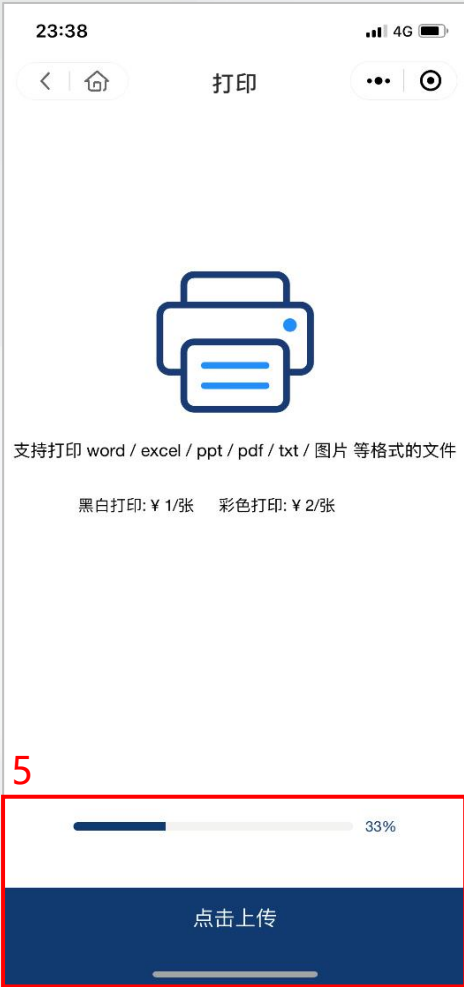 23:38 4G
打印
支持打印 word / excel / ppt / pdf / txt / 图片 等格式的文件
黑白打印: ¥ 1/张 彩色打印: ¥ 2/张
5
33%
点击上传